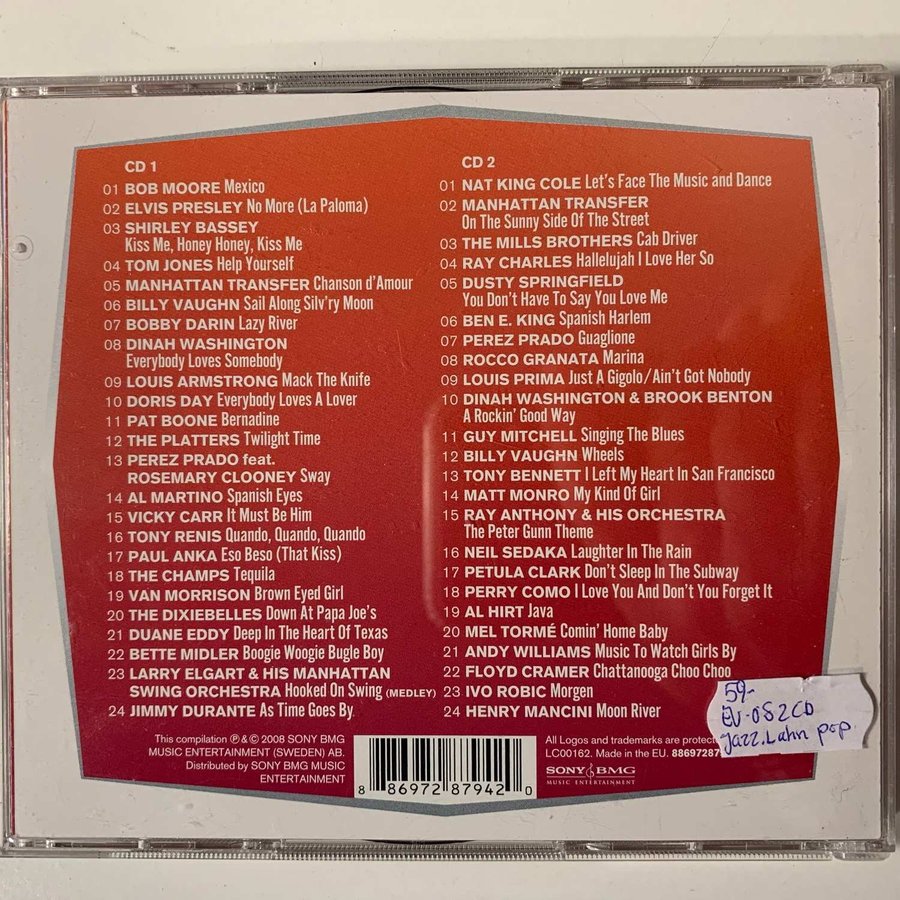 CD 1
01 BOB MOORE Mexico
02 ELVIS PRESLEY No More (La Paloma)
03 SHIRLEY BASSEY
Kiss Me, Honey Honey, Kiss Me
04 TOM JONES Help Yourself
05 MANHATTAN TRANSFER Chanson d'Amour
06 BILLY VAUGHN Sail Along Silv'ry Moon
07 BOBBY DARIN Lazy River
08 DINAH WASHINGTON
Everybody Loves Somebody
09 LOUIS ARMSTRONG Mack The Knife
10 DORIS DAY Everybody Loves A Lover
11 PAT BOONE Bernadine
12 THE PLATTERS Twilight Time
13 PEREZ PRADO feat.
ROSEMARY CLOONEY Sway
14 AL MARTINO Spanish Eyes
15 VICKY CARR It Must Be Him
16 TONY RENIS Quando, Quando, Quando
17 PAUL ANKA Eso Beso (That Kiss)
18 THE CHAMPS Tequila
19 VAN MORRISON Brown Eyed Girl
20 THE DIXIEBELLES Down At Papa Joe's
21 DUANE EDDY Deep In The Heart Of Texas
22 BETTE MIDLER Boogie Woogie Bugle Boy
23 LARRY ELGART & HIS MANHATTAN
SWING ORCHESTRA Hooked On Swing (MEDLEY)
24 JIMMY DURANTE As Time Goes By
CD 2
01 NAT KING COLE Let's Face The Music and Dance
02 MANHATTAN TRANSFER
On The Sunny Side Of The Street
03 THE MILLS BROTHERS Cab Driver
04 RAY CHARLES Hallelujah I Love Her So
05 DUSTY SPRINGFIELD
You Don't Have To Say You Love Me
06 BEN E. KING Spanish Harlem
07 PEREZ PRADO Guaglione
08 ROCCO GRANATA Marina
09 LOUIS PRIMA Just A Gigolo/Ain't Got Nobody
10 DINAH WASHINGTON & BROOK BENTON
A Rockin' Good Way
11 GUY MITCHELL Singing The Blues
12 BILLY VAUGHN Wheels
13 TONY BENNETT I Left My Heart In San Francisco
14 MATT MONRO My Kind Of Girl
15 RAY ANTHONY & HIS ORCHESTRA
The Peter Gunn Theme
16 NEIL SEDAKA Laughter In The Rain
17 PETULA CLARK Don't Sleep In The Subway
18 PERRY COMO I Love You And Don't You Forget It
19 AL HIRT Java
20 MEL TORMÉ Comin' Home Baby
21 ANDY WILLIAMS Music To Watch Girls By
22 FLOYD CRAMER Chattanooga Choo Choo
23 IVO ROBIC Morgen
24 HENRY MANCINI Moon River
59-
EU-08 2CD
Jazz. Latin pop.
This compilation ℗ & © 2008 SONY BMG
MUSIC ENTERTAINMENT (SWEDEN) AB.
Distributed by SONY BMG MUSIC
ENTERTAINMENT
8 86972 87942 0
All Logos and trademarks are
LC00162. Made in the EU.
SONY BMG
MUSIC ENTERTAINMENT